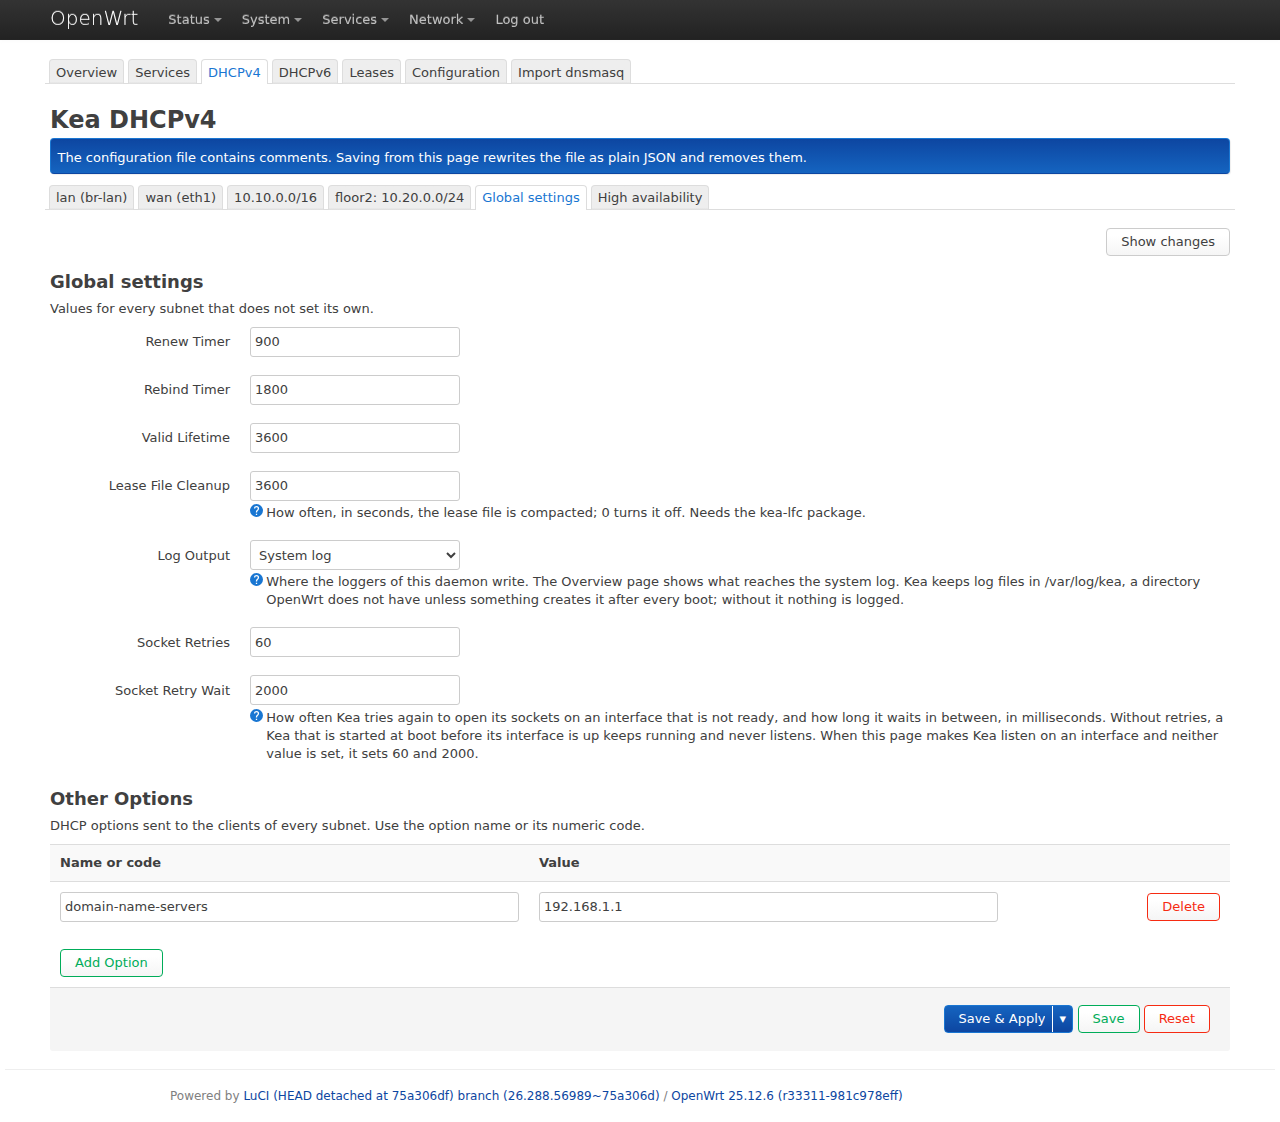 OpenWrt Status System Services Network Log out
Overview Services DHCPv4 DHCPv6 Leases Configuration Import dnsmasq
Kea DHCPv4
The configuration file contains comments. Saving from this page rewrites the file as plain JSON and removes them.
lan (br-lan) wan (eth1) 10.10.0.0/16 floor2: 10.20.0.0/24 Global settings High availability
Show changes
Global settings
Values for every subnet that does not set its own.
Renew Timer 900
Rebind Timer 1800
Valid Lifetime 3600
Lease File Cleanup 3600
? How often, in seconds, the lease file is compacted; 0 turns it off. Needs the kea-lfc package.
Log Output System log
? Where the loggers of this daemon write. The Overview page shows what reaches the system log. Kea keeps log files in /var/log/kea, a directory
OpenWrt does not have unless something creates it after every boot; without it nothing is logged.
Socket Retries 60
Socket Retry Wait 2000
? How often Kea tries again to open its sockets on an interface that is not ready, and how long it waits in between, in milliseconds. Without retries, a
Kea that is started at boot before its interface is up keeps running and never listens. When this page makes Kea listen on an interface and neither
value is set, it sets 60 and 2000.
Other Options
DHCP options sent to the clients of every subnet. Use the option name or its numeric code.
Name or code Value
domain-name-servers 192.168.1.1 Delete
Add Option
Save & Apply ▾ Save Reset
Powered by LuCI (HEAD detached at 75a306df) branch (26.288.56989~75a306d) / OpenWrt 25.12.6 (r33311-981c978eff)